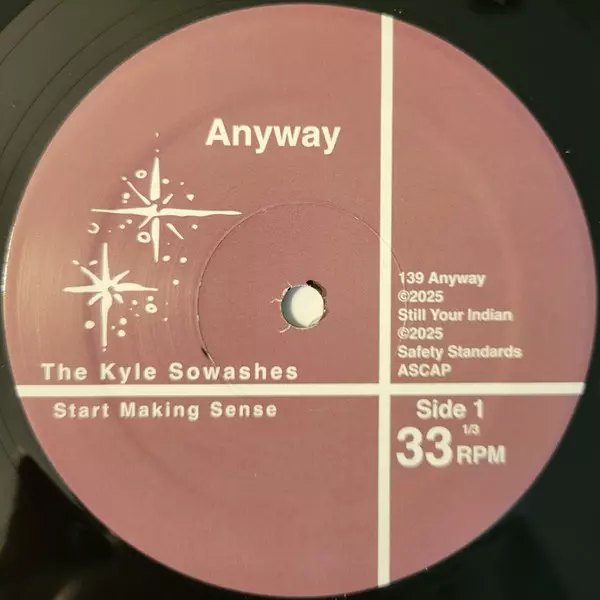 Anyway
139 Anyway
©2025
Still Your Indian
©2025
Safety Standards
ASCAP
The Kyle Sowashes
Start Making Sense
Side 1
33 1/3 RPM